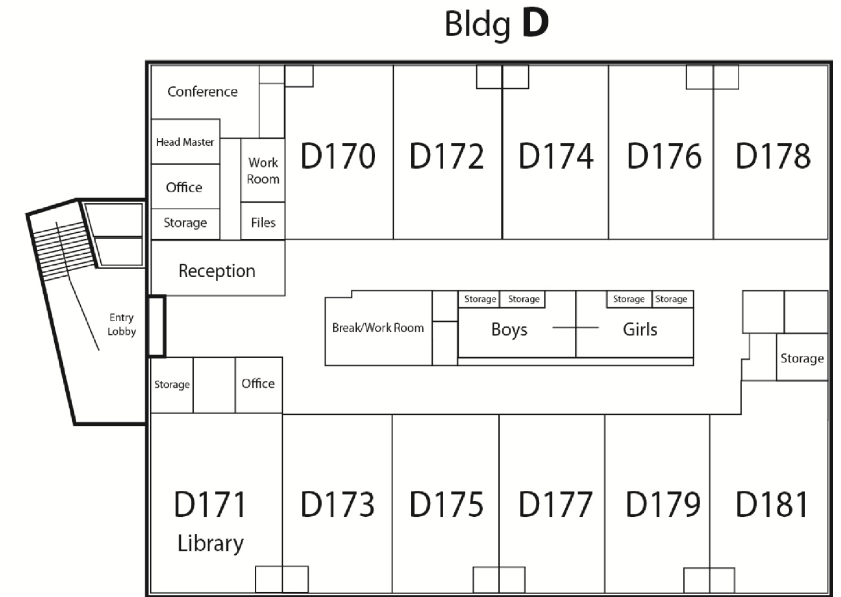 Bldg D
Conference
Head Master
Work
Room
Office
Storage
Files
D170
D172
D174
D176
D178
Reception
Entry
Lobby
Break/Work Room
Storage
Storage
Storage
Storage
Boys
Girls
Storage
Storage
Office
D171
Library
D173
D175
D177
D179
D181